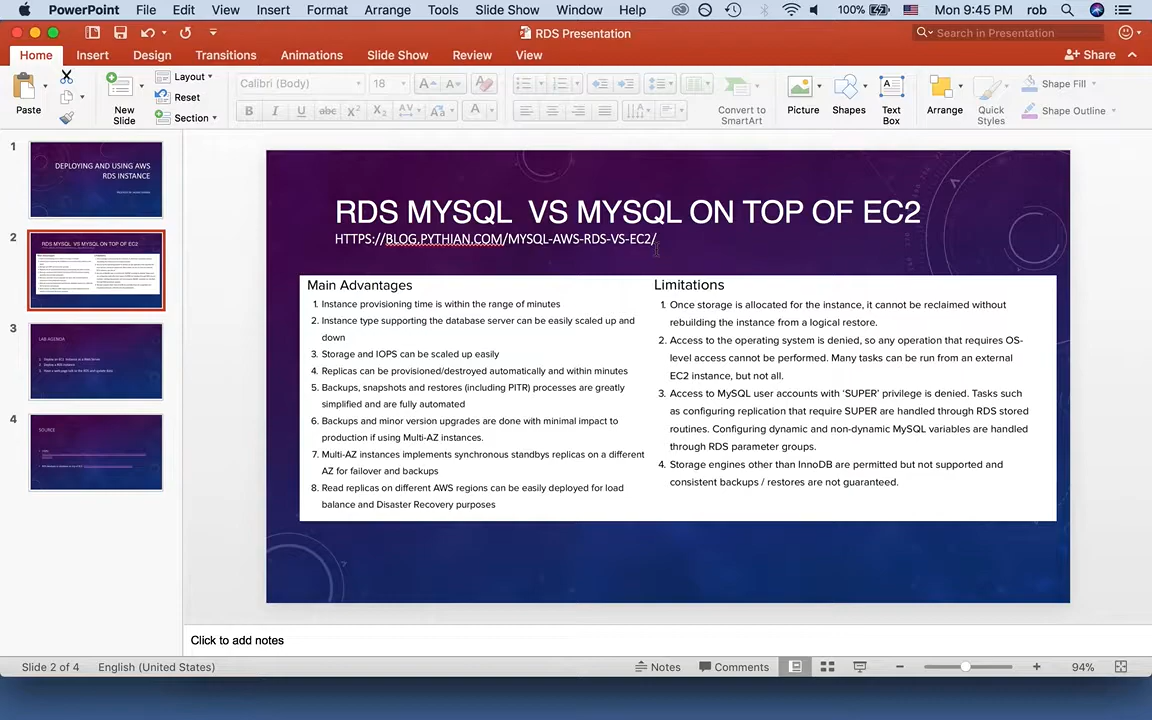 PowerPoint File Edit View Insert Format Arrange Tools Slide Show Window Help 100% Mon 9:45 PM rob
RDS Presentation
Search in Presentation
Home Insert Design Transitions Animations Slide Show Review View
Share
Paste
New Slide
Layout
Reset
Section
Calibri (Body) 18
Convert to SmartArt
Picture
Shapes
Text Box
Arrange
Quick Styles
Shape Fill
Shape Outline
1
DEPLOYING AND USING AWS
RDS INSTANCE
2
RDS MYSQL VS MYSQL ON TOP OF EC2
3
LAB AGENDA
4
SOURCE
RDS MYSQL VS MYSQL ON TOP OF EC2
HTTPS://BLOG.PYTHIAN.COM/MYSQL-AWS-RDS-VS-EC2/
Main Advantages
1. Instance provisioning time is within the range of minutes
2. Instance type supporting the database server can be easily scaled up and
down
3. Storage and IOPS can be scaled up easily
4. Replicas can be provisioned/destroyed automatically and within minutes
5. Backups, snapshots and restores (including PITR) processes are greatly
simplified and are fully automated
6. Backups and minor version upgrades are done with minimal impact to
production if using Multi-AZ instances.
7. Multi-AZ instances implements synchronous standbys replicas on a different
AZ for failover and backups
8. Read replicas on different AWS regions can be easily deployed for load
balance and Disaster Recovery purposes
Limitations
1. Once storage is allocated for the instance, it cannot be reclaimed without
rebuilding the instance from a logical restore.
2. Access to the operating system is denied, so any operation that requires OS-
level access cannot be performed. Many tasks can be run from an external
EC2 instance, but not all.
3. Access to MySQL user accounts with ‘SUPER’ privilege is denied. Tasks such
as configuring replication that require SUPER are handled through RDS stored
routines. Configuring dynamic and non-dynamic MySQL variables are handled
through RDS parameter groups.
4. Storage engines other than InnoDB are permitted but not supported and
consistent backups / restores are not guaranteed.
Click to add notes
Slide 2 of 4 English (United States) Notes Comments 94%